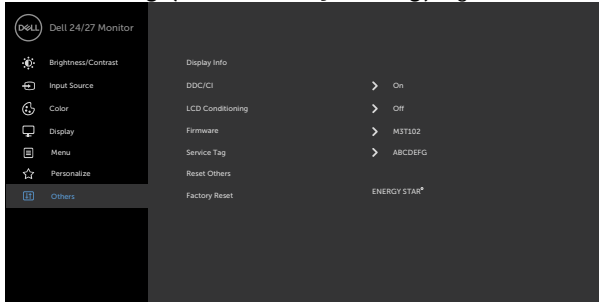 DELL Dell 24/27 Monitor
Brightness/Contrast Display Info
Input Source DDC/CI On
Color LCD Conditioning Off
Display Firmware M3T102
Menu Service Tag ABCDEFG
Personalize Reset Others
Others Factory Reset ENERGY STAR®